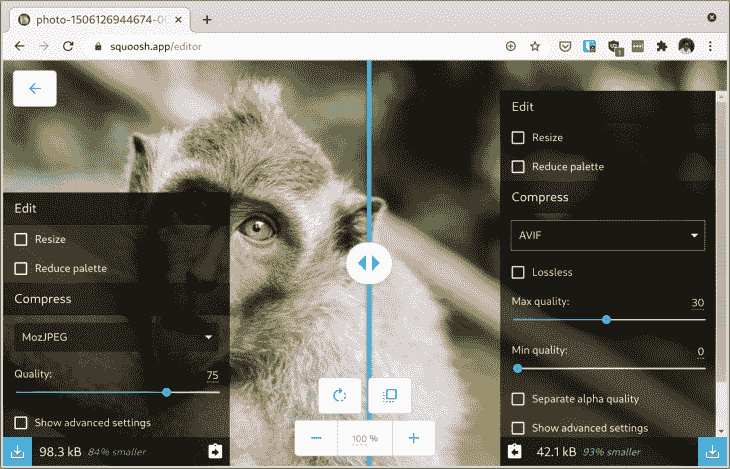 photo-1506126944674-00
squoosh.app/editor
1
Edit
Resize
Reduce palette
Compress
MozJPEG
Quality: 75
Show advanced settings
98.3 kB 84% smaller
100 %
Edit
Resize
Reduce palette
Compress
AVIF
Lossless
Max quality: 30
Min quality: 0
Separate alpha quality
Show advanced settings
42.1 kB 93% smaller